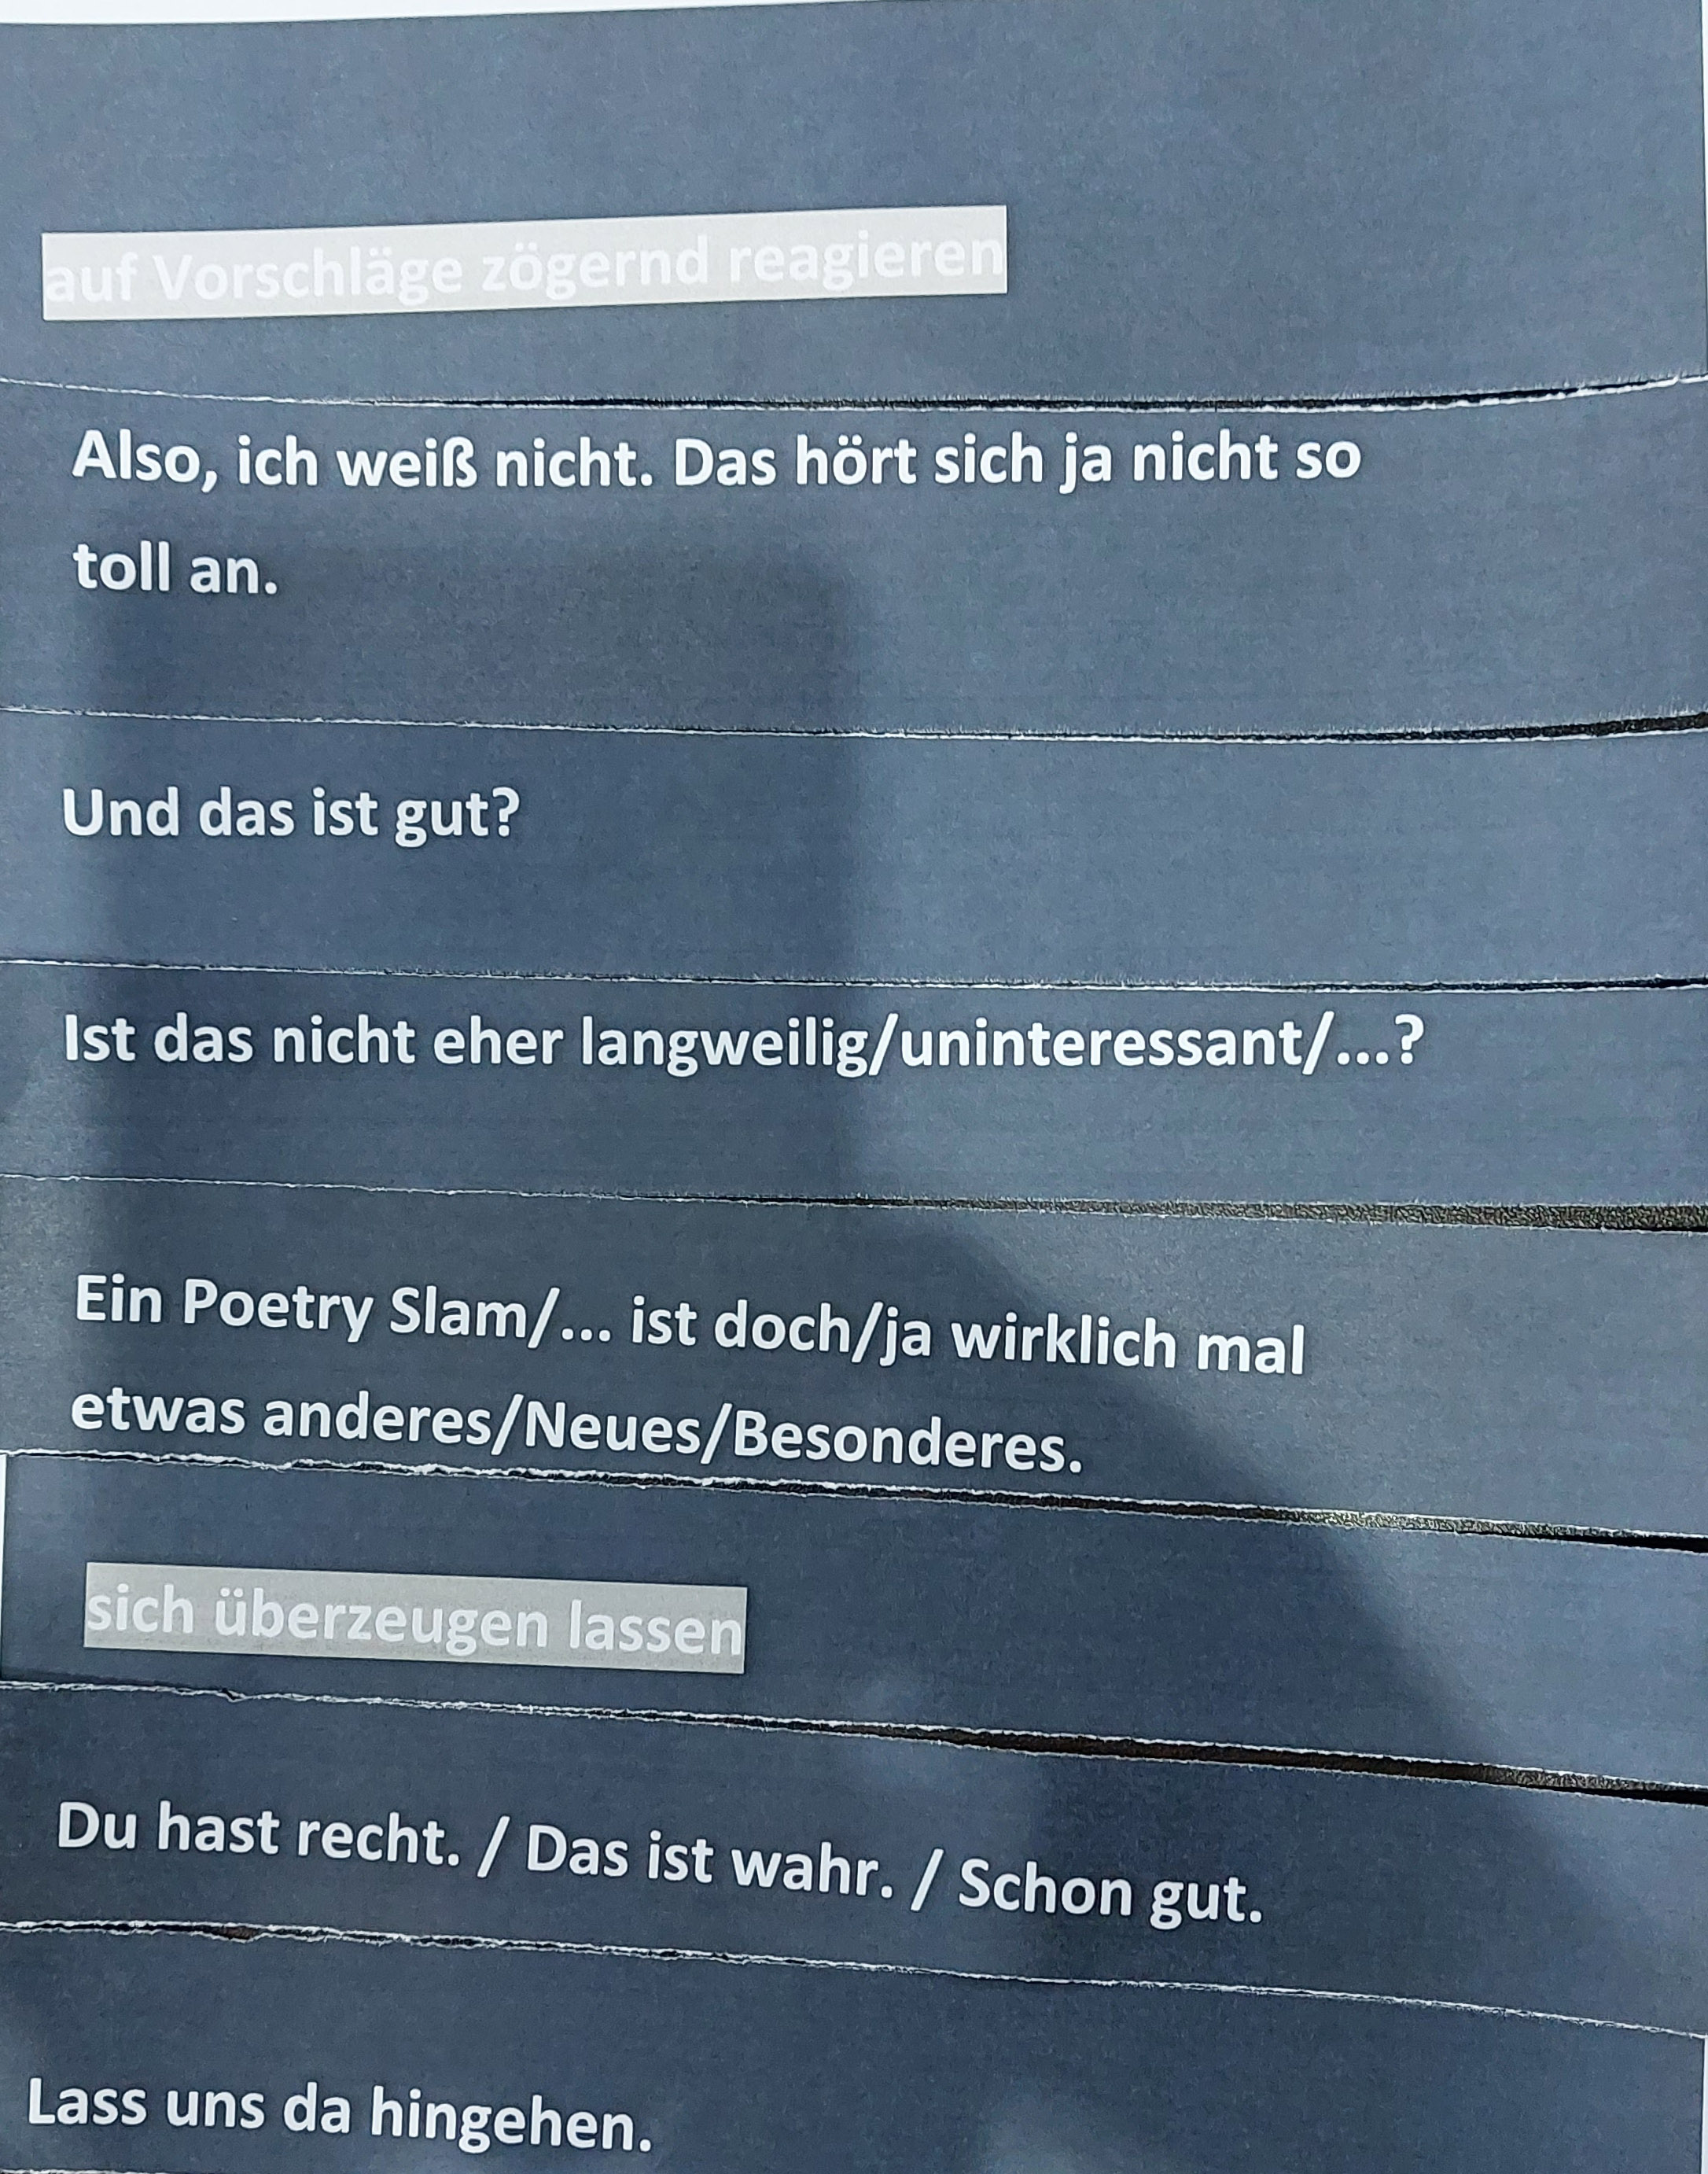 auf Vorschläge zögernd reagieren
Also, ich weiß nicht. Das hört sich ja nicht so
toll an.
Und das ist gut?
Ist das nicht eher langweilig/uninteressant/...?
Ein Poetry Slam/... ist doch/ja wirklich mal
etwas anderes/Neues/Besonderes.
sich überzeugen lassen
Du hast recht. / Das ist wahr. / Schon gut.
Lass uns da hingehen.